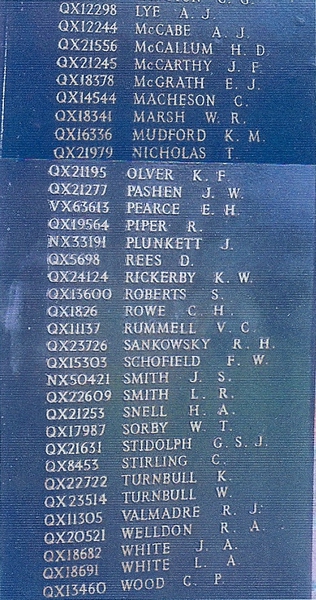 QX12298 LYE A. J.
QX12244 McCABE A. J.
QX21556 McCALLUM H. D.
QX21245 McCARTHY J. F.
QX18378 McGRATH E. J.
QX14544 MACHESON C.
QX18341 MARSH W. R.
QX16336 MUDFORD K. M.
QX21979 NICHOLAS T.
QX21195 OLVER K. F.
QX21277 PASHEN J. W.
VX63613 PEARCE E. H.
QX19564 PIPER R.
NX33191 PLUNKETT J.
QX5698 REES D.
QX24124 RICKERBY K. W.
QX13600 ROBERTS S.
QX1826 ROWE C. H.
QX11137 RUMMELL V. C.
QX23726 SANKOWSKY R. H.
QX15303 SCHOFIELD F. W.
NX50421 SMITH J. S.
QX22609 SMITH L. R.
QX21253 SNELL H. A.
QX17987 SORBY W. T.
QX21631 STIDOLPH G. S. J.
QX8453 STIRLING C.
QX22722 TURNBULL K.
QX23514 TURNBULL W.
QX11305 VALMADRE R. J.
QX20521 WELLDON R. A.
QX18682 WHITE J. A.
QX18691 WHITE L. A.
QX13460 WOOD C. P.